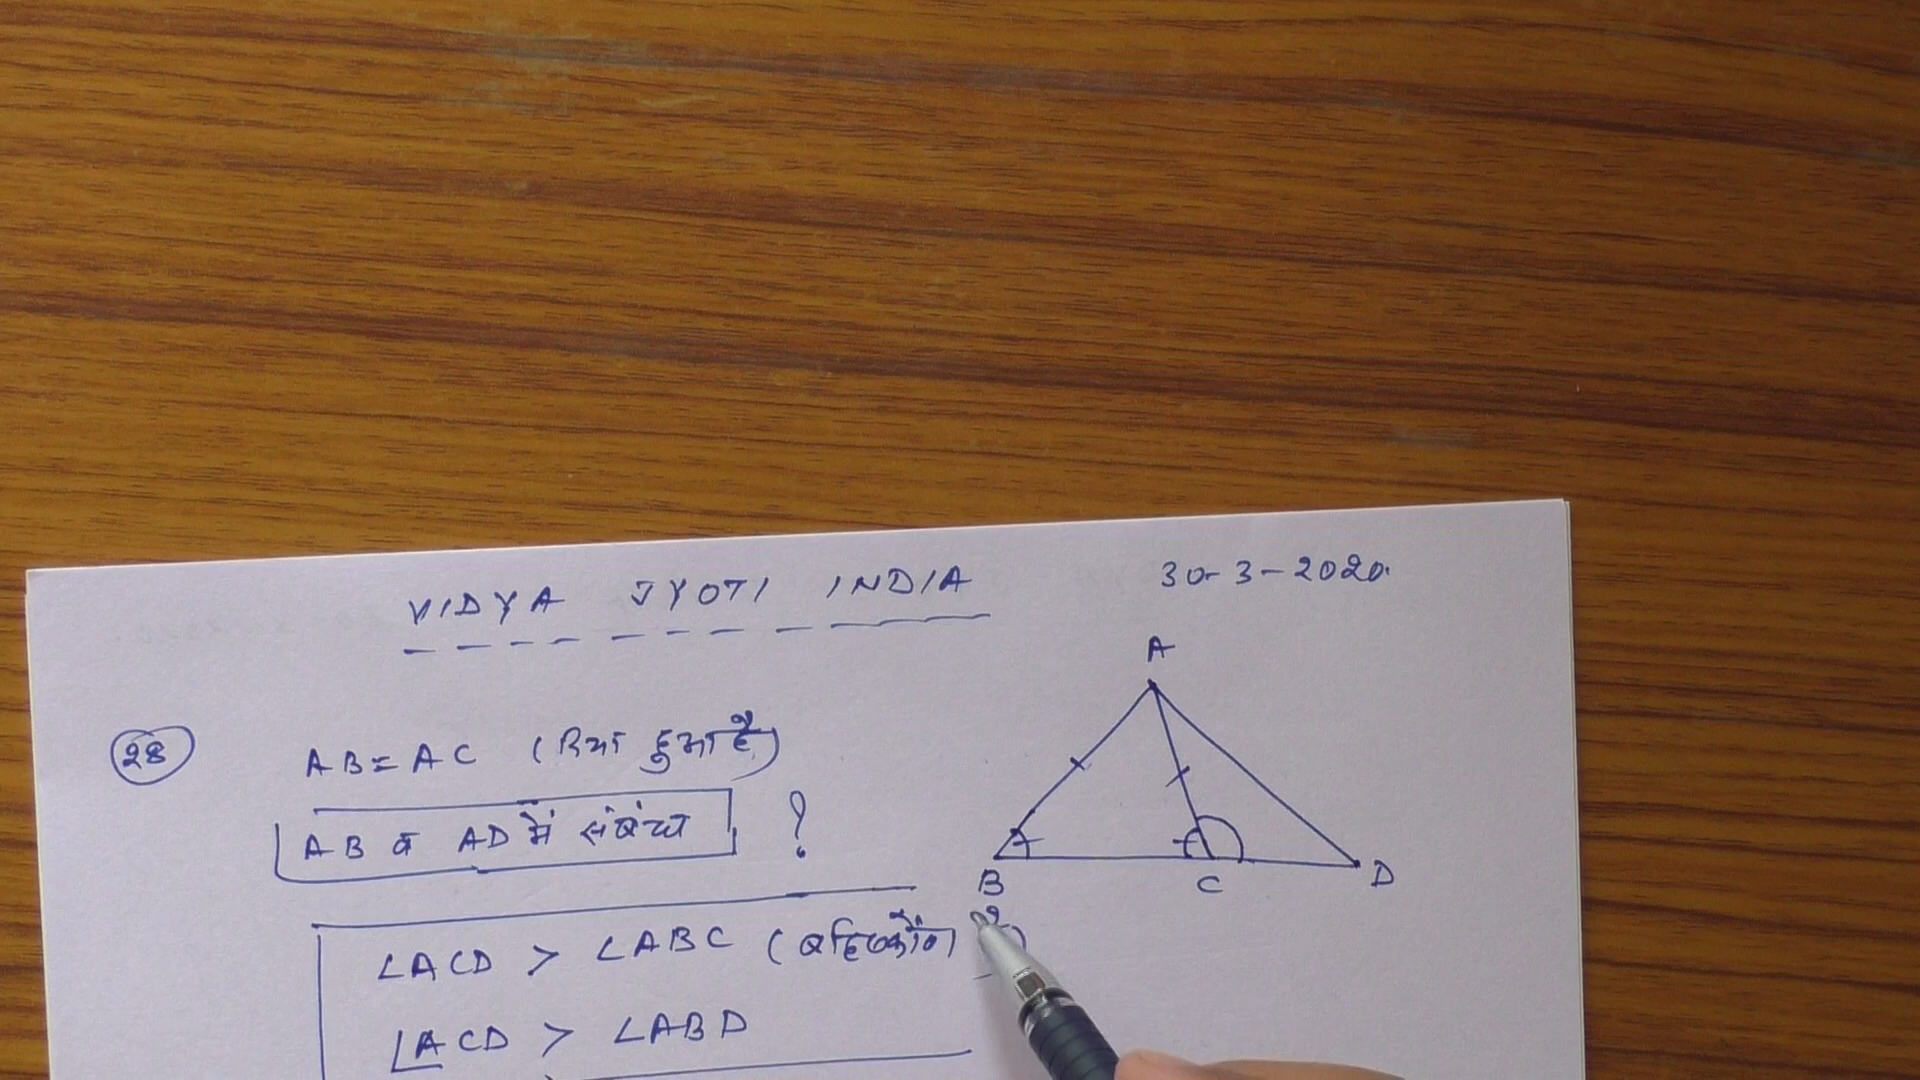 VIDYA JYOTI INDIA
30-3-2020.
28
AB = AC (दिया हुआ है)
AB व AD में संबंध ?
A
B
C
D
∠ACD > ∠ABC (बहिष्कोण है)
∠ACD > ∠ABD